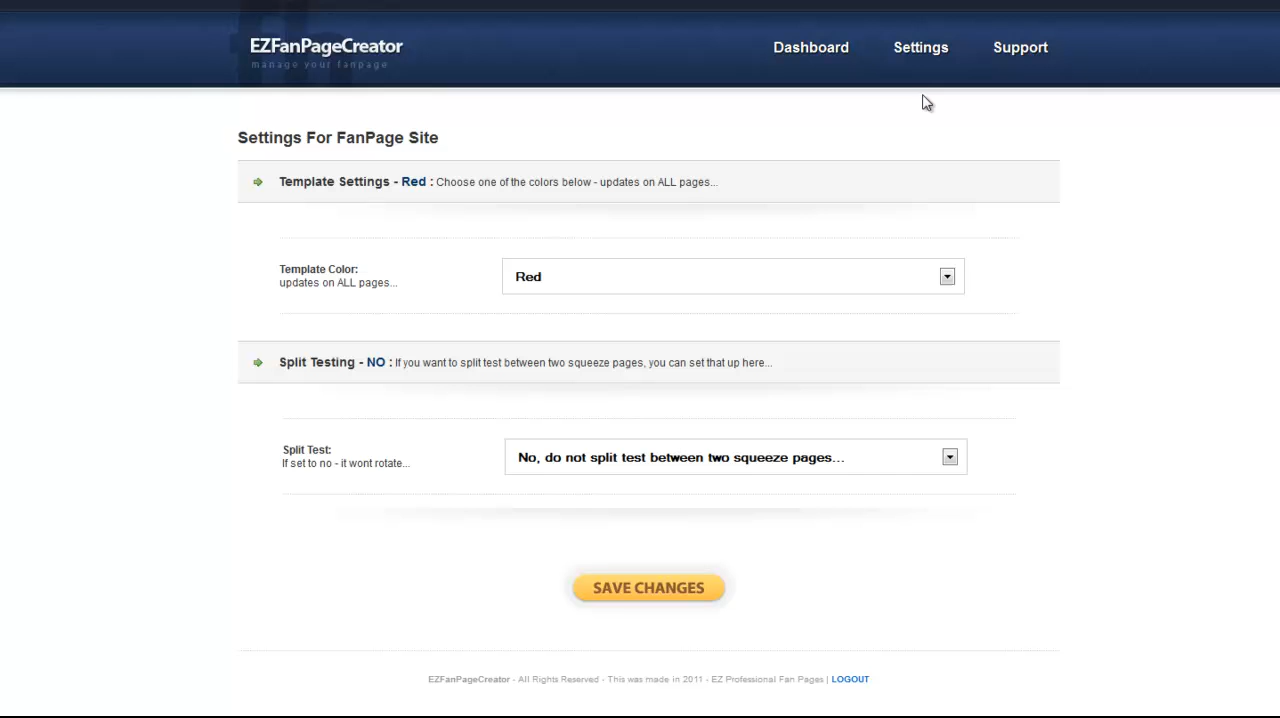 EZFanPageCreator
manage your fanpage
Dashboard
Settings
Support
Settings For FanPage Site
Template Settings - Red : Choose one of the colors below - updates on ALL pages...
Template Color:
updates on ALL pages...
Red
Split Testing - NO : If you want to split test between two squeeze pages, you can set that up here...
Split Test:
If set to no - it wont rotate...
No, do not split test between two squeeze pages...
SAVE CHANGES
EZFanPageCreator - All Rights Reserved - This was made in 2011 - EZ Professional Fan Pages | LOGOUT